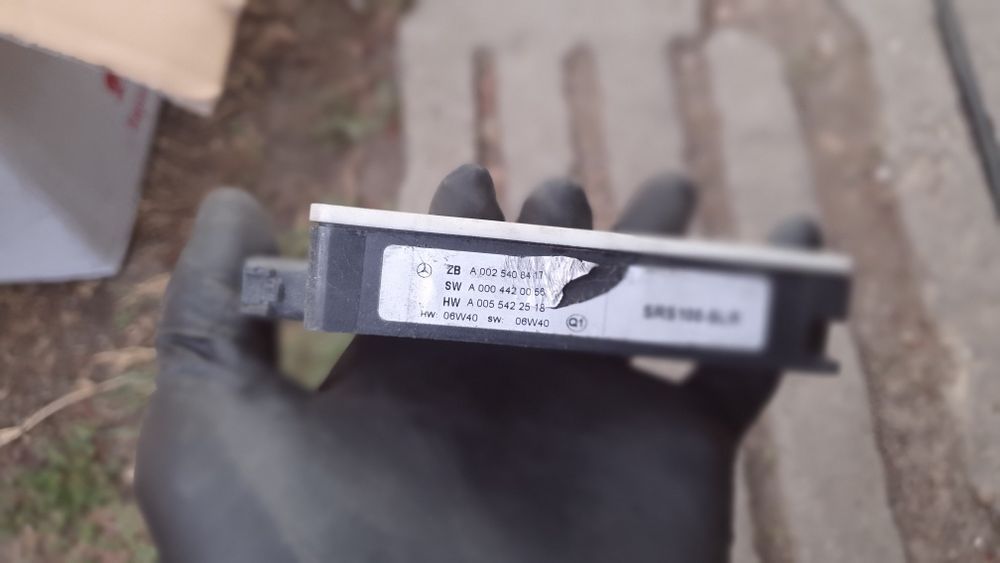 ZB A 002 540 64 17
SW A 000 442 00 56
HW A 005 542 25 18
HW: 06W40 SW: 06W40 Q1
SRS100-SLR